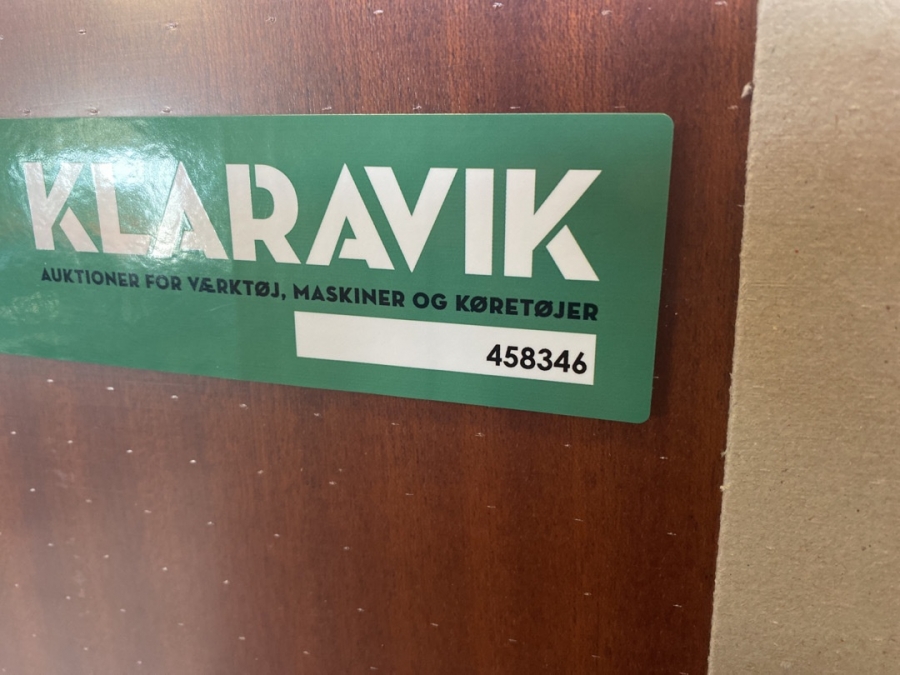 KLARAVIK
AUKTIONER FOR VÆRKTØJ, MASKINER OG KØRETØJER
458346